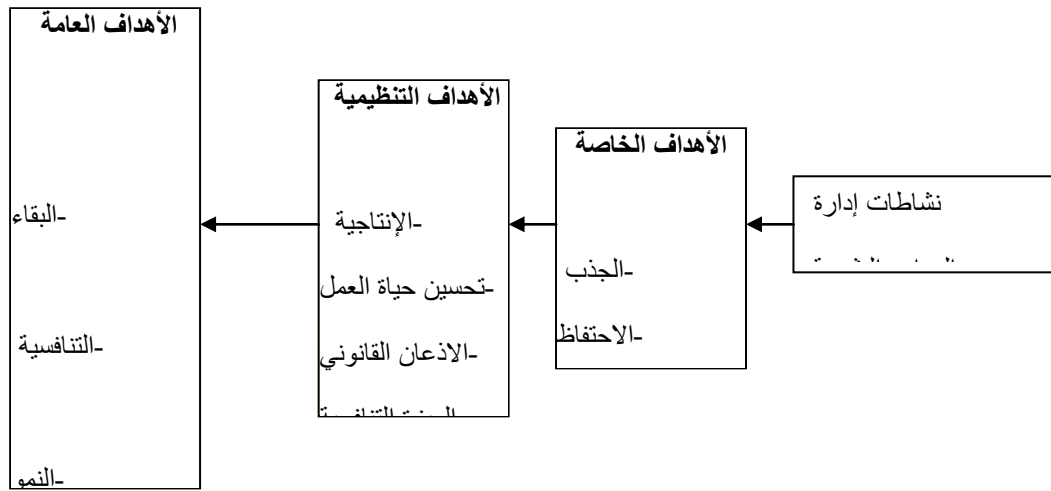 نشاطات إدارة
الأهداف الخاصة
-الجذب
-الاحتفاظ
الأهداف التنظيمية
-الإنتاجية
-تحسين حياة العمل
-الاذعان القانوني
الأهداف العامة
-البقاء
-التنافسية
-النمو